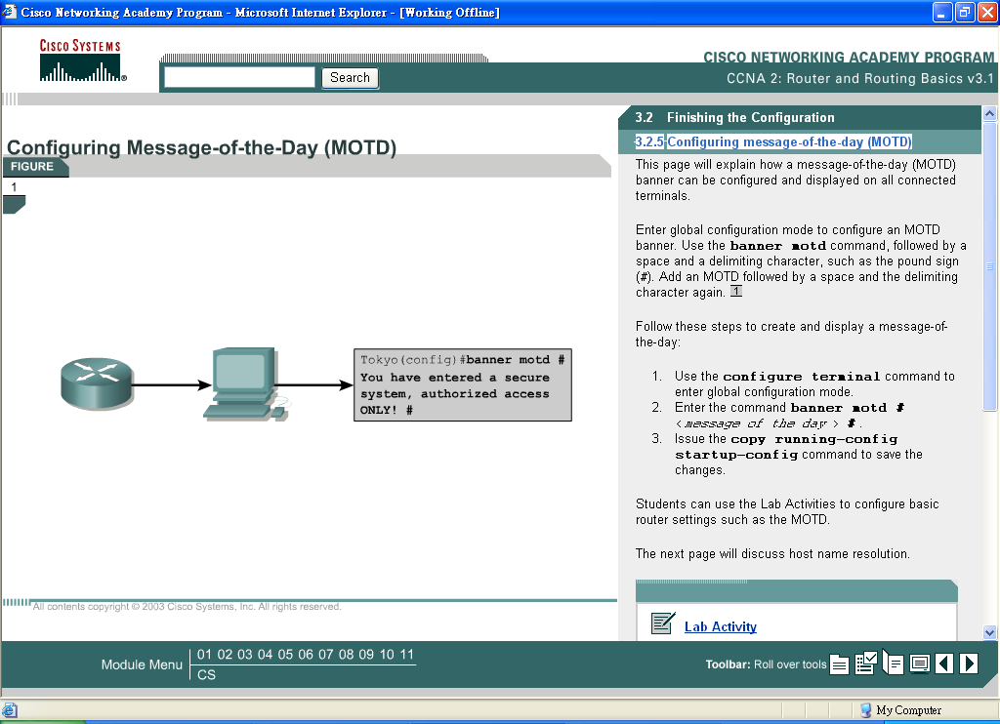 Cisco Networking Academy Program - Microsoft Internet Explorer - [Working Offline]
CISCO SYSTEMS
Search
CISCO NETWORKING ACADEMY PROGRAM
CCNA 2: Router and Routing Basics v3.1
Configuring Message-of-the-Day (MOTD)
FIGURE
1
Tokyo(config)#banner motd #
You have entered a secure
system, authorized access
ONLY! #
All contents copyright © 2003 Cisco Systems, Inc. All rights reserved.
3.2 Finishing the Configuration
3.2.5 Configuring message-of-the-day (MOTD)
This page will explain how a message-of-the-day (MOTD)
banner can be configured and displayed on all connected
terminals.
Enter global configuration mode to configure an MOTD
banner. Use the banner motd command, followed by a
space and a delimiting character, such as the pound sign
(#). Add an MOTD followed by a space and the delimiting
character again. 1
Follow these steps to create and display a message-of-
the-day:
1. Use the configure terminal command to
enter global configuration mode.
2. Enter the command banner motd #
<message of the day> #.
3. Issue the copy running-config
startup-config command to save the
changes.
Students can use the Lab Activities to configure basic
router settings such as the MOTD.
The next page will discuss host name resolution.
Lab Activity
Module Menu
01 02 03 04 05 06 07 08 09 10 11
CS
Toolbar: Roll over tools
My Computer